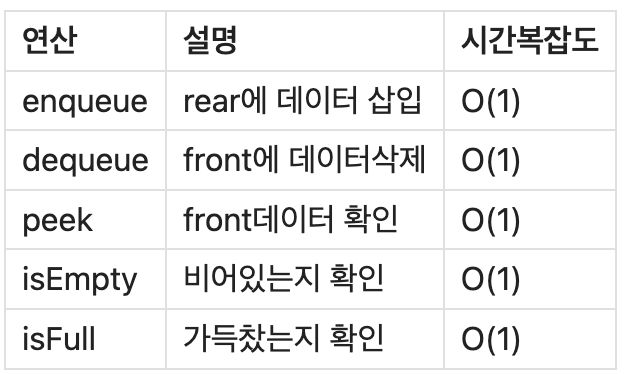 연산 설명 시간복잡도
enqueue rear에 데이터 삽입 O(1)
dequeue front에 데이터삭제 O(1)
peek front데이터 확인 O(1)
isEmpty 비어있는지 확인 O(1)
isFull 가득찼는지 확인 O(1)